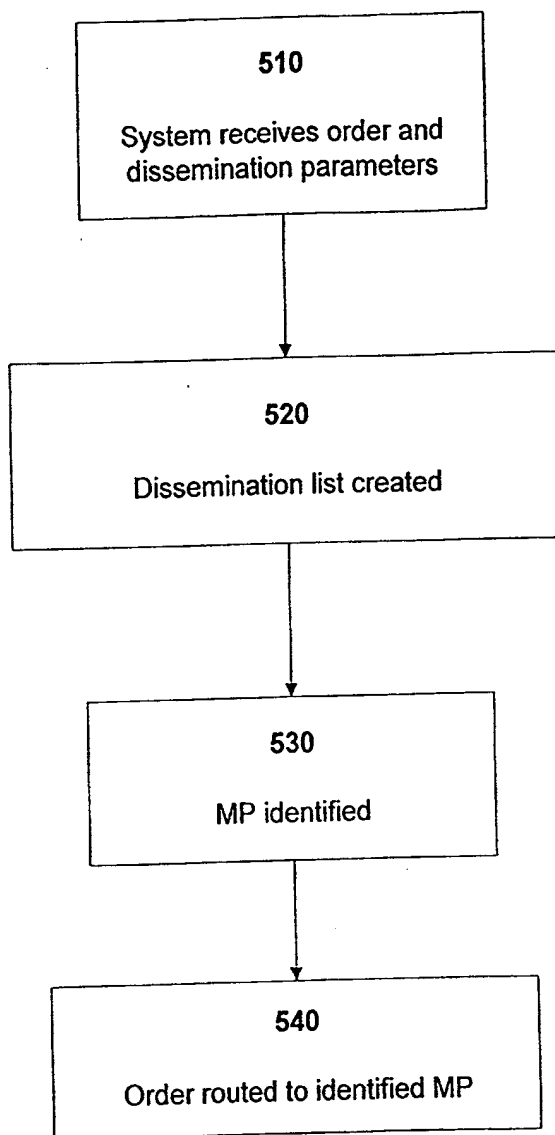 510
System receives order and
dissemination parameters
520
Dissemination list created
530
MP identified
540
Order routed to identified MP